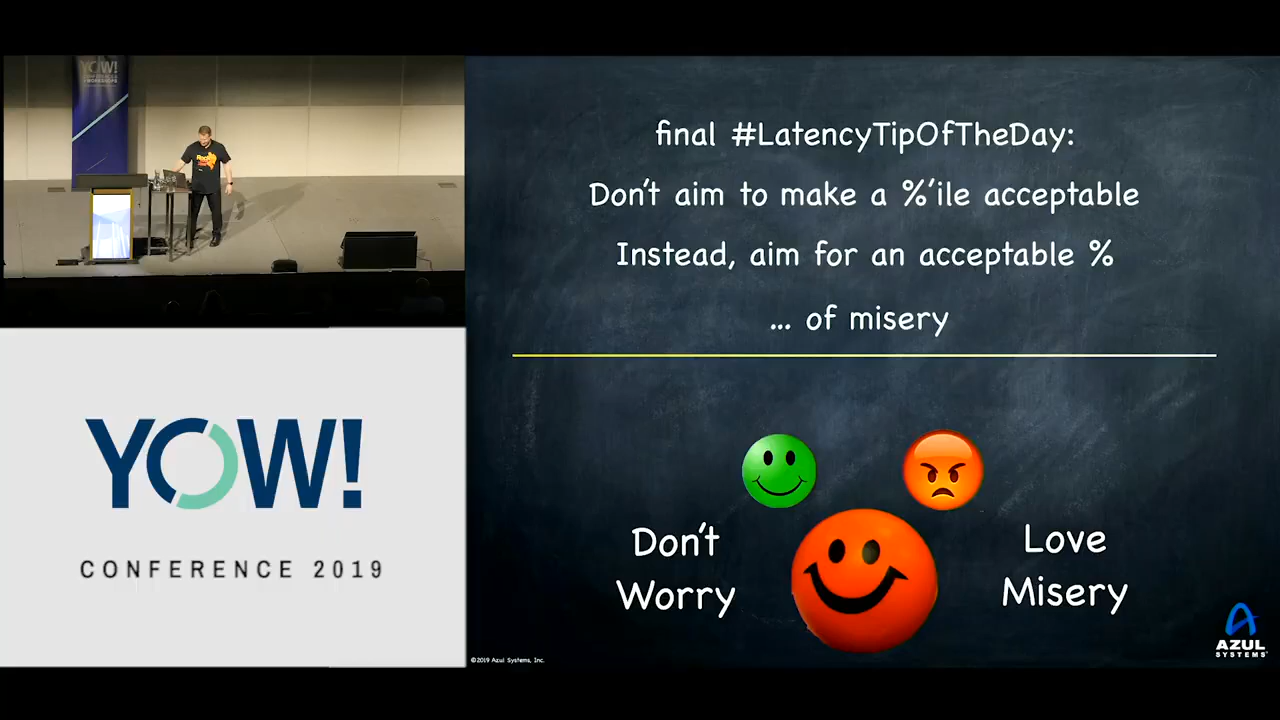 YOW!
final #LatencyTipOfTheDay:
Don't aim to make a %'ile acceptable
Instead, aim for an acceptable %
... of misery
Don't
Worry
Love
Misery
YOW!
CONFERENCE 2019
©2019 Azul Systems, Inc.
AZUL
SYSTEMS